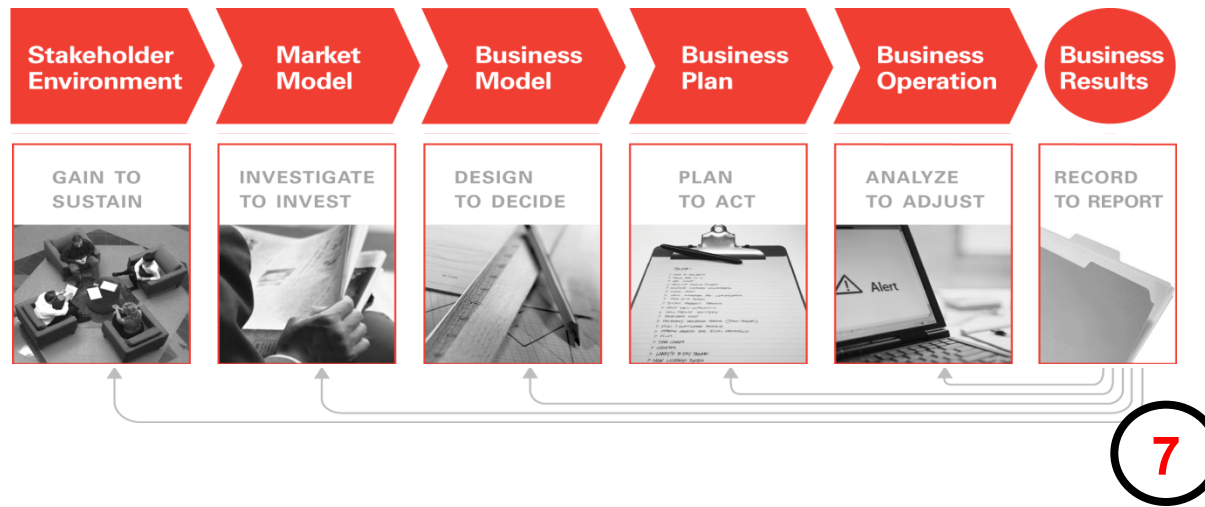 Stakeholder
Environment
Market
Model
Business
Model
Business
Plan
Business
Operation
Business
Results
GAIN TO
SUSTAIN
INVESTIGATE
TO INVEST
DESIGN
TO DECIDE
PLAN
TO ACT
ANALYZE
TO ADJUST
RECORD
TO REPORT
Alert
7